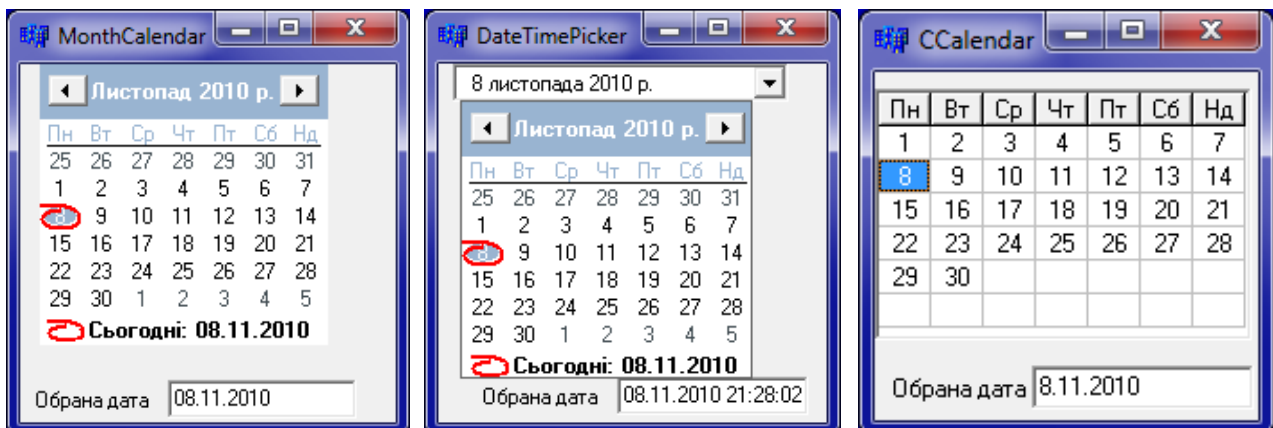 MonthCalendar
Листопад 2010 р.
Пн Вт Ср Чт Пт Сб Нд
25 26 27 28 29 30 31
1 2 3 4 5 6 7
8 9 10 11 12 13 14
15 16 17 18 19 20 21
22 23 24 25 26 27 28
29 30 1 2 3 4 5
Сьогодні: 08.11.2010
Обрана дата 08.11.2010
DateTimePicker
8 листопада 2010 р.
Листопад 2010 р.
Пн Вт Ср Чт Пт Сб Нд
25 26 27 28 29 30 31
1 2 3 4 5 6 7
8 9 10 11 12 13 14
15 16 17 18 19 20 21
22 23 24 25 26 27 28
29 30 1 2 3 4 5
Сьогодні: 08.11.2010
Обрана дата 08.11.2010 21:28:02
CCalendar
Пн Вт Ср Чт Пт Сб Нд
1 2 3 4 5 6 7
8 9 10 11 12 13 14
15 16 17 18 19 20 21
22 23 24 25 26 27 28
29 30
Обрана дата 8.11.2010